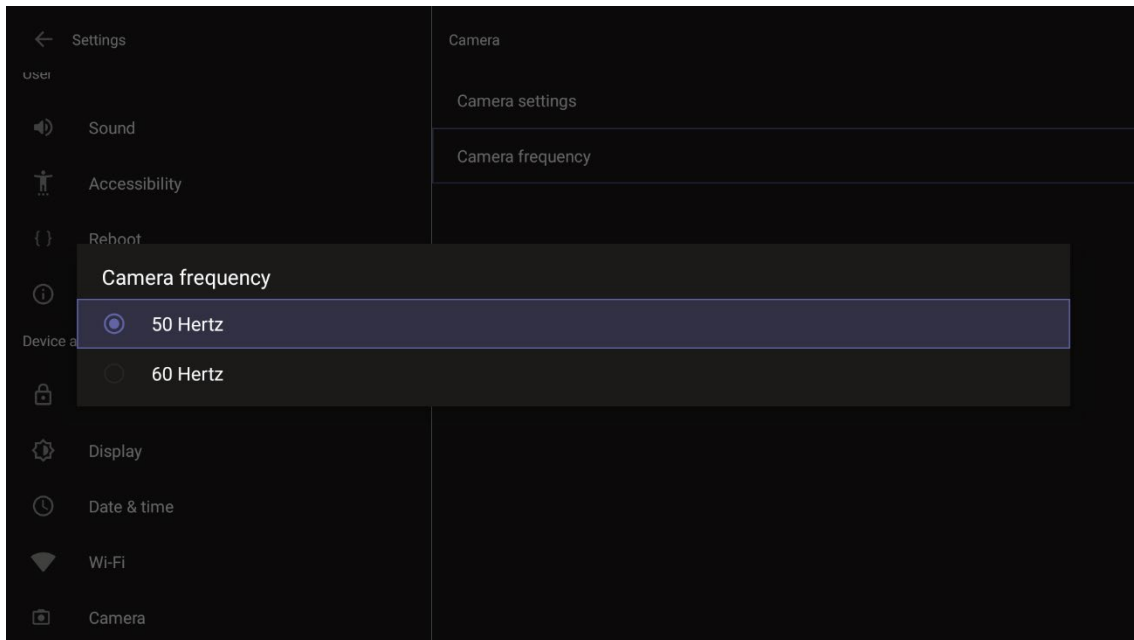 Settings
User
Sound
Accessibility
{ } Reboot
Device a
Display
Date & time
Wi-Fi
Camera
Camera
Camera settings
Camera frequency
Camera frequency
50 Hertz
60 Hertz